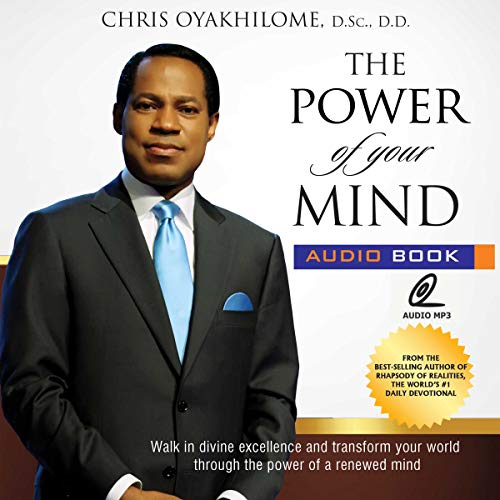 CHRIS OYAKHILOME, D.SC., D.D.
THE
POWER
of your
MIND
AUDIO BOOK
AUDIO MP3
FROM THE
BEST-SELLING AUTHOR OF
RHAPSODY OF REALITIES,
THE WORLD'S #1
DAILY DEVOTIONAL
Walk in divine excellence and transform your world
through the power of a renewed mind